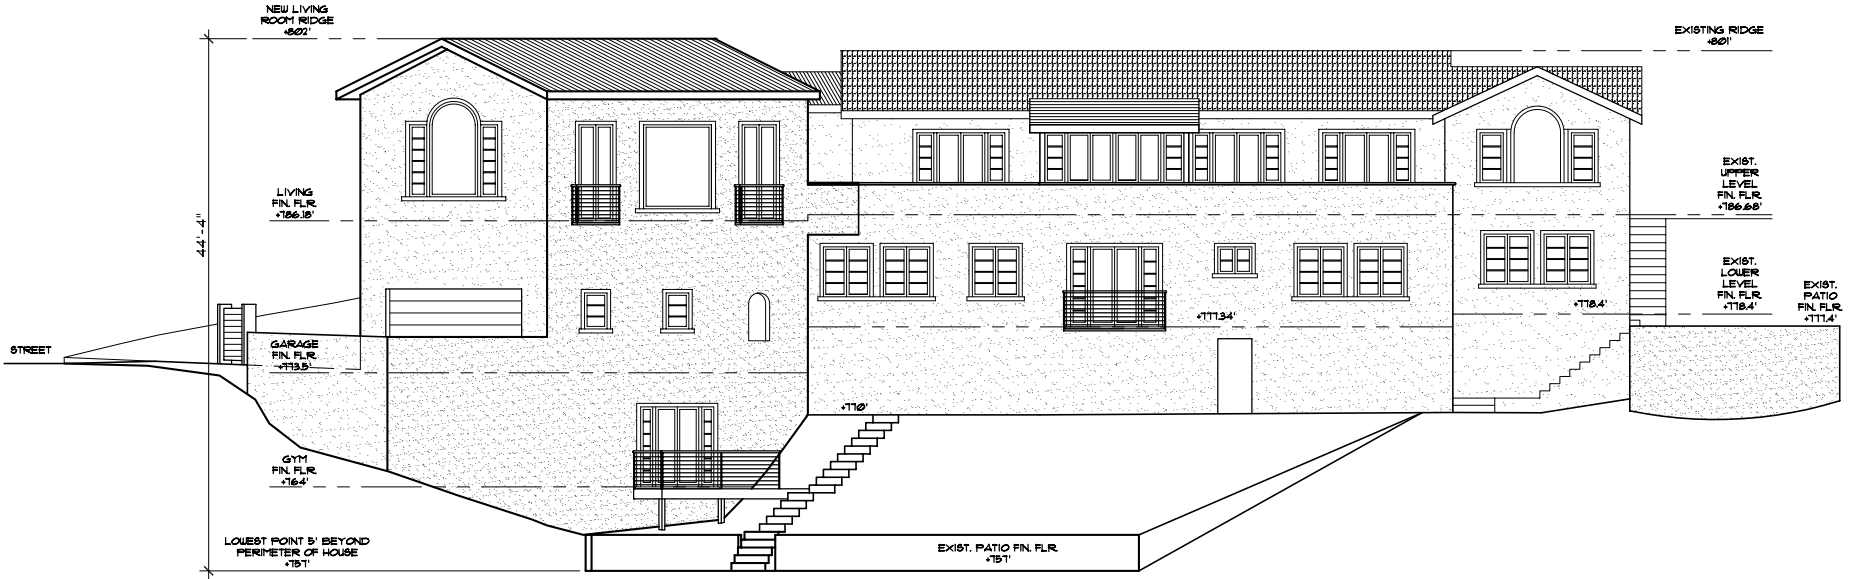 NEW LIVING
ROOM RIDGE
+802'
EXISTING RIDGE
+801'
44'-4"
LIVING
FIN. FLR.
+786.18'
EXIST.
UPPER
LEVEL
FIN. FLR.
+786.68'
EXIST.
LOWER
LEVEL
FIN. FLR.
+778.4'
EXIST.
PATIO
FIN. FLR.
+777.4'
+778.4'
+777.34'
STREET
GARAGE
FIN. FLR.
+773.5'
+770'
GYM
FIN. FLR.
+764'
LOWEST POINT 5' BEYOND
PERIMETER OF HOUSE
+757'
EXIST. PATIO FIN. FLR.
+757'